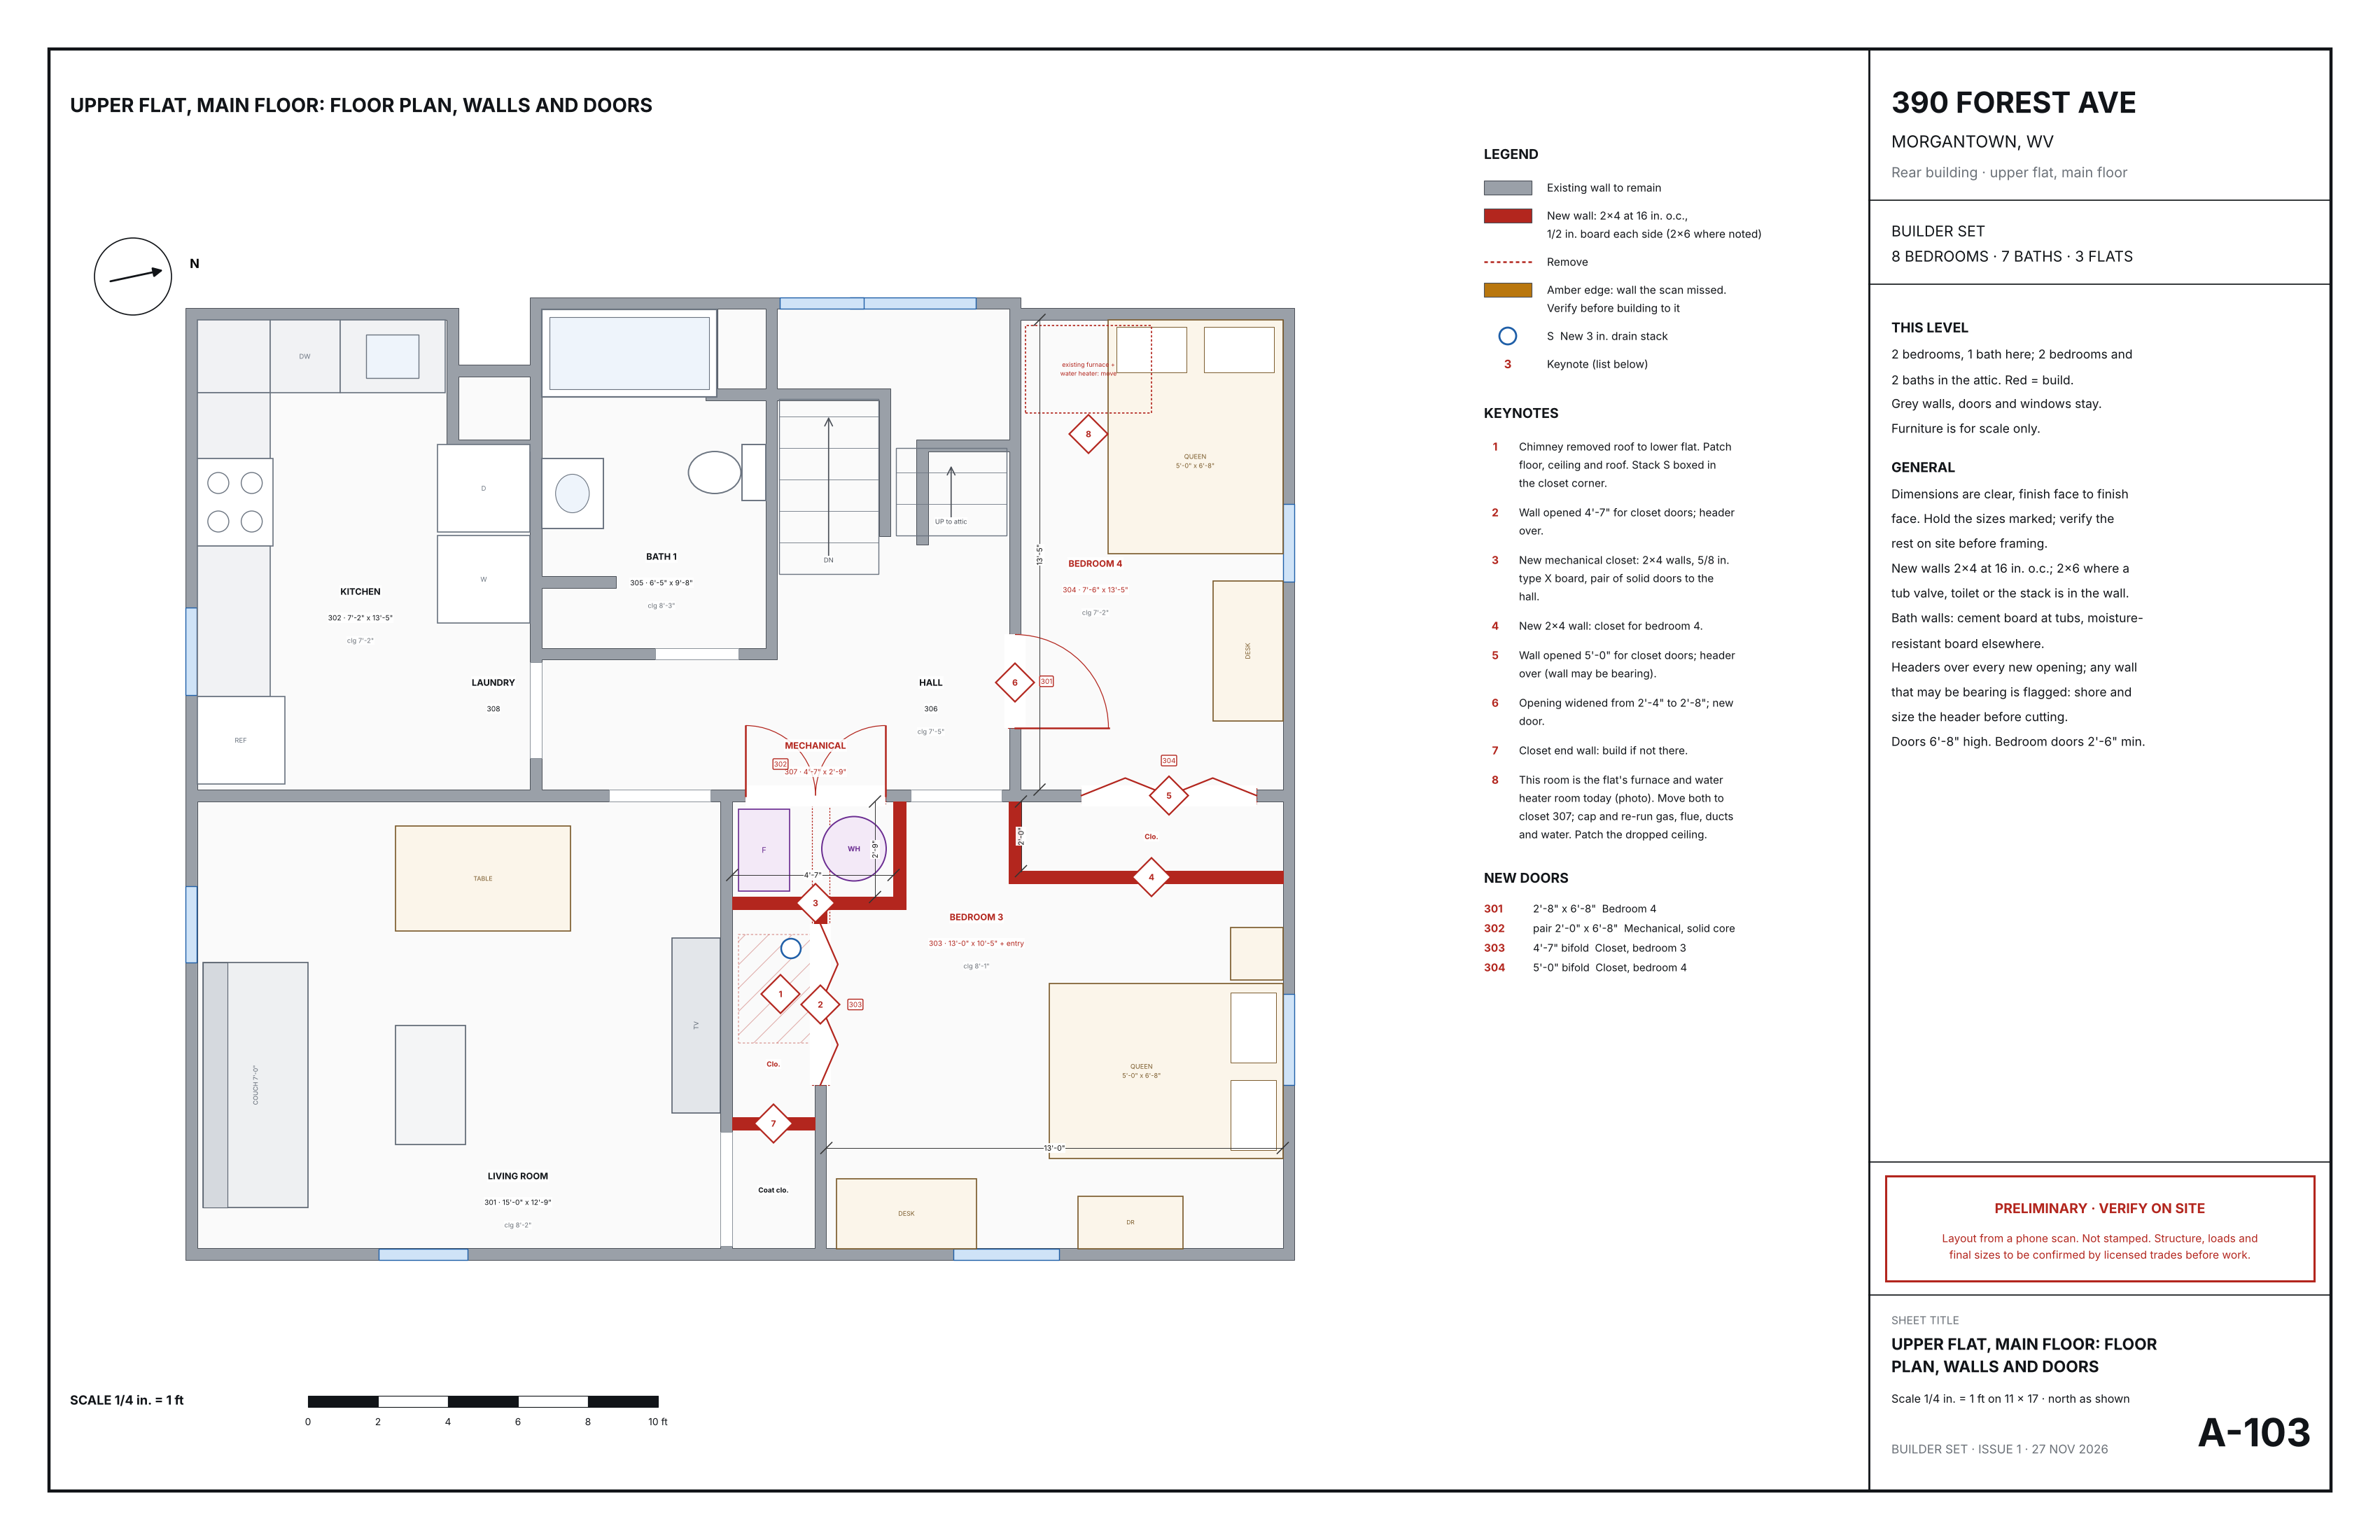 UPPER FLAT, MAIN FLOOR: FLOOR PLAN, WALLS AND DOORS
N
DW
D
W
REF
KITCHEN
302 · 7'-2" x 13'-5"
clg 7'-2"
LAUNDRY
308
BATH 1
305 · 6'-5" x 9'-8"
clg 8'-3"
DN
UP to attic
HALL
306
clg 7'-5"
existing furnace +
water heater: move
8
QUEEN
5'-0" x 6'-8"
13'-5"
BEDROOM 4
304 · 7'-6" x 13'-5"
clg 7'-2"
DESK
6
301
304
5
MECHANICAL
302
307 · 4'-7" x 2'-9"
F
WH
2'-9"
4'-7"
3
2'-0"
Clo.
4
TABLE
TV
COUCH 7'-0"
LIVING ROOM
301 · 15'-0" x 12'-9"
clg 8'-2"
1
2
303
Clo.
7
Coat clo.
BEDROOM 3
303 · 13'-0" x 10'-5" + entry
clg 8'-1"
QUEEN
5'-0" x 6'-8"
13'-0"
DESK
DR
SCALE 1/4 in. = 1 ft
0 2 4 6 8 10 ft
LEGEND
Existing wall to remain
New wall: 2×4 at 16 in. o.c.,
1/2 in. board each side (2×6 where noted)
Remove
Amber edge: wall the scan missed.
Verify before building to it
S New 3 in. drain stack
3 Keynote (list below)
KEYNOTES
1 Chimney removed roof to lower flat. Patch
floor, ceiling and roof. Stack S boxed in
the closet corner.
2 Wall opened 4'-7" for closet doors; header
over.
3 New mechanical closet: 2×4 walls, 5/8 in.
type X board, pair of solid doors to the
hall.
4 New 2×4 wall: closet for bedroom 4.
5 Wall opened 5'-0" for closet doors; header
over (wall may be bearing).
6 Opening widened from 2'-4" to 2'-8"; new
door.
7 Closet end wall: build if not there.
8 This room is the flat's furnace and water
heater room today (photo). Move both to
closet 307; cap and re-run gas, flue, ducts
and water. Patch the dropped ceiling.
NEW DOORS
301 2'-8" x 6'-8" Bedroom 4
302 pair 2'-0" x 6'-8" Mechanical, solid core
303 4'-7" bifold Closet, bedroom 3
304 5'-0" bifold Closet, bedroom 4
390 FOREST AVE
MORGANTOWN, WV
Rear building · upper flat, main floor
BUILDER SET
8 BEDROOMS · 7 BATHS · 3 FLATS
THIS LEVEL
2 bedrooms, 1 bath here; 2 bedrooms and
2 baths in the attic. Red = build.
Grey walls, doors and windows stay.
Furniture is for scale only.
GENERAL
Dimensions are clear, finish face to finish
face. Hold the sizes marked; verify the
rest on site before framing.
New walls 2×4 at 16 in. o.c.; 2×6 where a
tub valve, toilet or the stack is in the wall.
Bath walls: cement board at tubs, moisture-
resistant board elsewhere.
Headers over every new opening; any wall
that may be bearing is flagged: shore and
size the header before cutting.
Doors 6'-8" high. Bedroom doors 2'-6" min.
PRELIMINARY · VERIFY ON SITE
Layout from a phone scan. Not stamped. Structure, loads and
final sizes to be confirmed by licensed trades before work.
SHEET TITLE
UPPER FLAT, MAIN FLOOR: FLOOR
PLAN, WALLS AND DOORS
Scale 1/4 in. = 1 ft on 11 × 17 · north as shown
A-103
BUILDER SET · ISSUE 1 · 27 NOV 2026